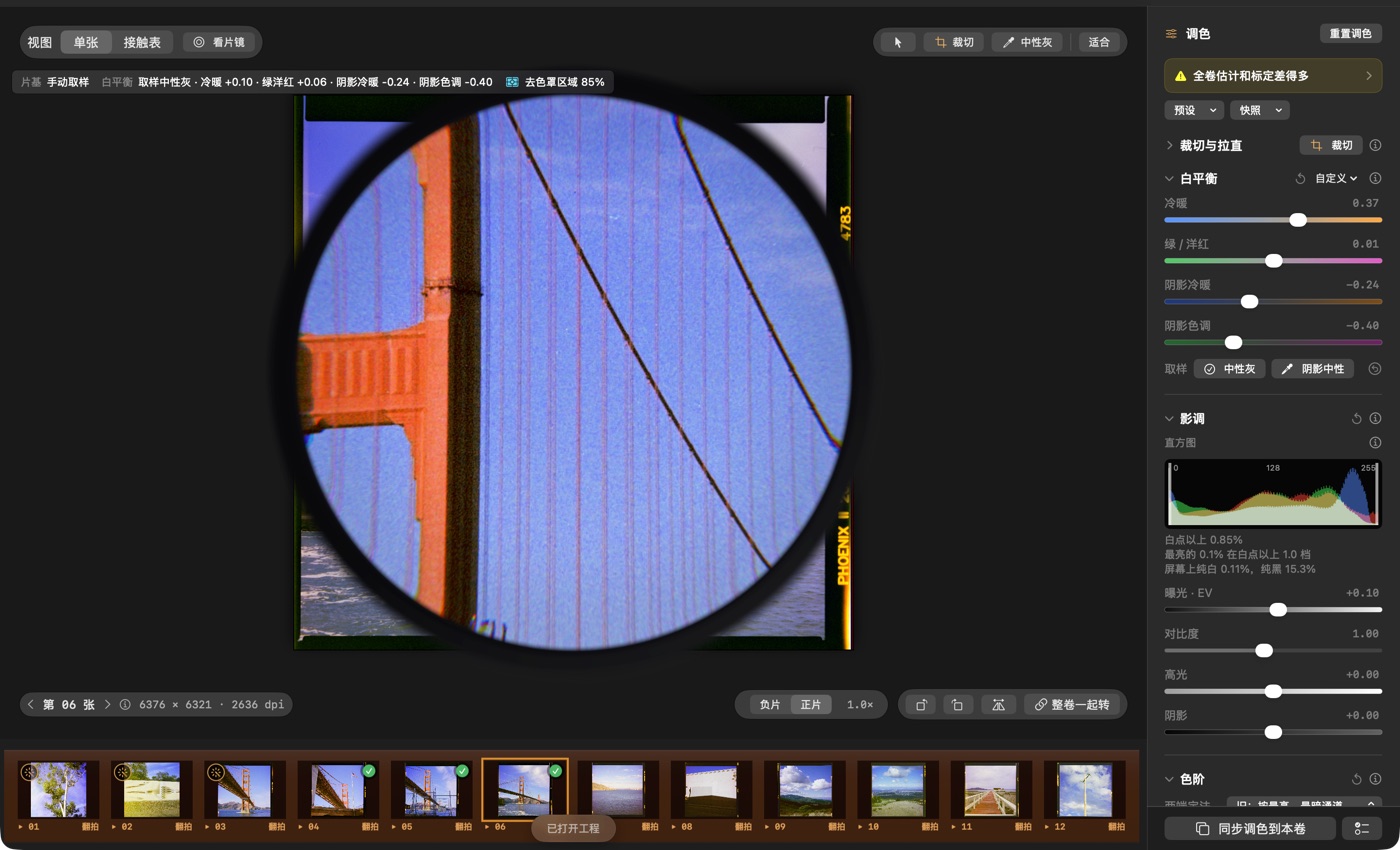 视图 单张 接触表 看片镜
裁切 中性灰 适合
片基 手动取样 白平衡 取样中性灰 · 冷暖 +0.10 · 绿洋红 +0.06 · 阴影冷暖 -0.24 · 阴影色调 -0.40 去色罩区域 85%
4783
PHOENIX II
第 06 张 6376 × 6321 · 2636 dpi
负片 正片 1.0×
整卷一起转
01 翻拍
02 翻拍
03 翻拍
04 翻拍
05 翻拍
06
翻拍
08 翻拍
09 翻拍
10 翻拍
11 翻拍
12 翻拍
已打开工程
调色 重置调色
全卷估计和标定差得多
预设 快照
裁切与拉直 裁切
白平衡 自定义
冷暖 0.37
绿 / 洋红 0.01
阴影冷暖 −0.24
阴影色调 −0.40
取样 中性灰 阴影中性
影调
直方图
0 128 255
白点以上 0.85%
最亮的 0.1% 在白点以上 1.0 档
屏幕上纯白 0.11%，纯黑 15.3%
曝光 · EV +0.10
对比度 1.00
高光 +0.00
阴影 +0.00
色阶
同步调色到本卷